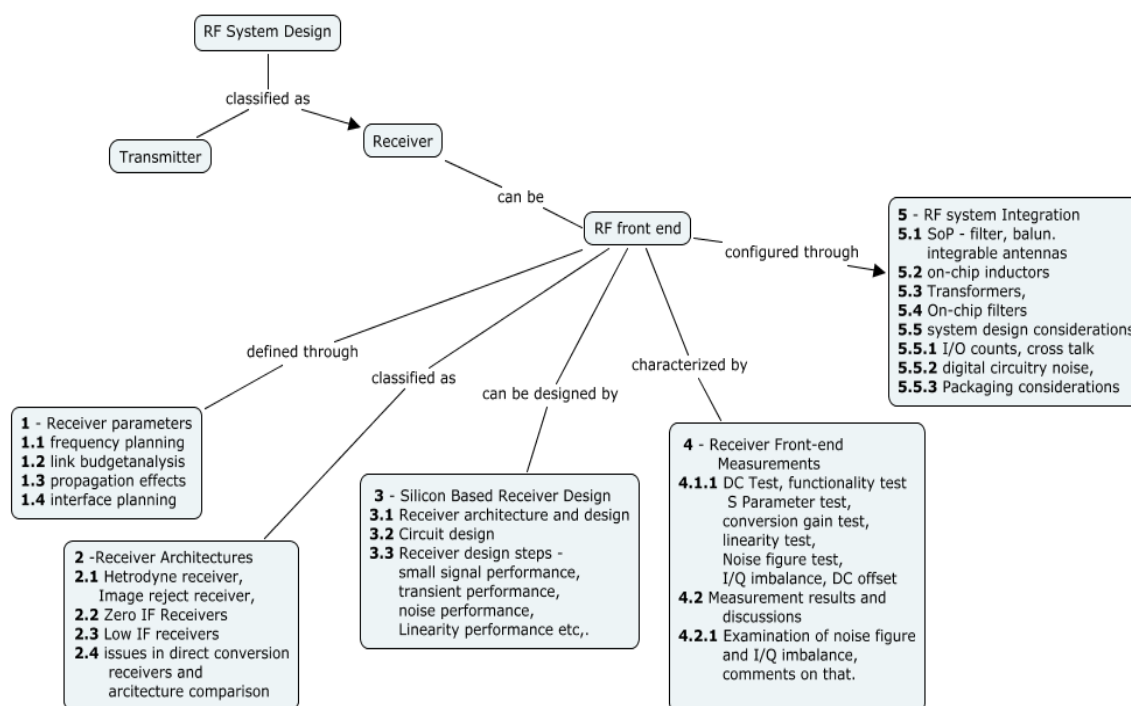 RF System Design
classified as
Transmitter
Receiver
can be
RF front end
configured through
5 - RF system Integration
5.1 SoP - filter, balun.
integrable antennas
5.2 on-chip inductors
5.3 Transformers,
5.4 On-chip filters
5.5 system design considerations
5.5.1 I/O counts, cross talk
5.5.2 digital circuitry noise,
5.5.3 Packaging considerations
defined through
classified as
can be designed by
characterized by
1 - Receiver parameters
1.1 frequency planning
1.2 link budgetanalysis
1.3 propagation effects
1.4 interface planning
2 -Receiver Architectures
2.1 Hetrodyne receiver,
Image reject receiver,
2.2 Zero IF Receivers
2.3 Low IF receivers
2.4 issues in direct conversion
receivers and
arcitecture comparison
3 - Silicon Based Receiver Design
3.1 Receiver architecture and design
3.2 Circuit design
3.3 Receiver design steps -
small signal performance,
transient performance,
noise performance,
Linearity performance etc,.
4 - Receiver Front-end
Measurements
4.1.1 DC Test, functionality test
S Parameter test,
conversion gain test,
linearity test,
Noise figure test,
I/Q imbalance, DC offset
4.2 Measurement results and
discussions
4.2.1 Examination of noise figure
and I/Q imbalance,
comments on that.